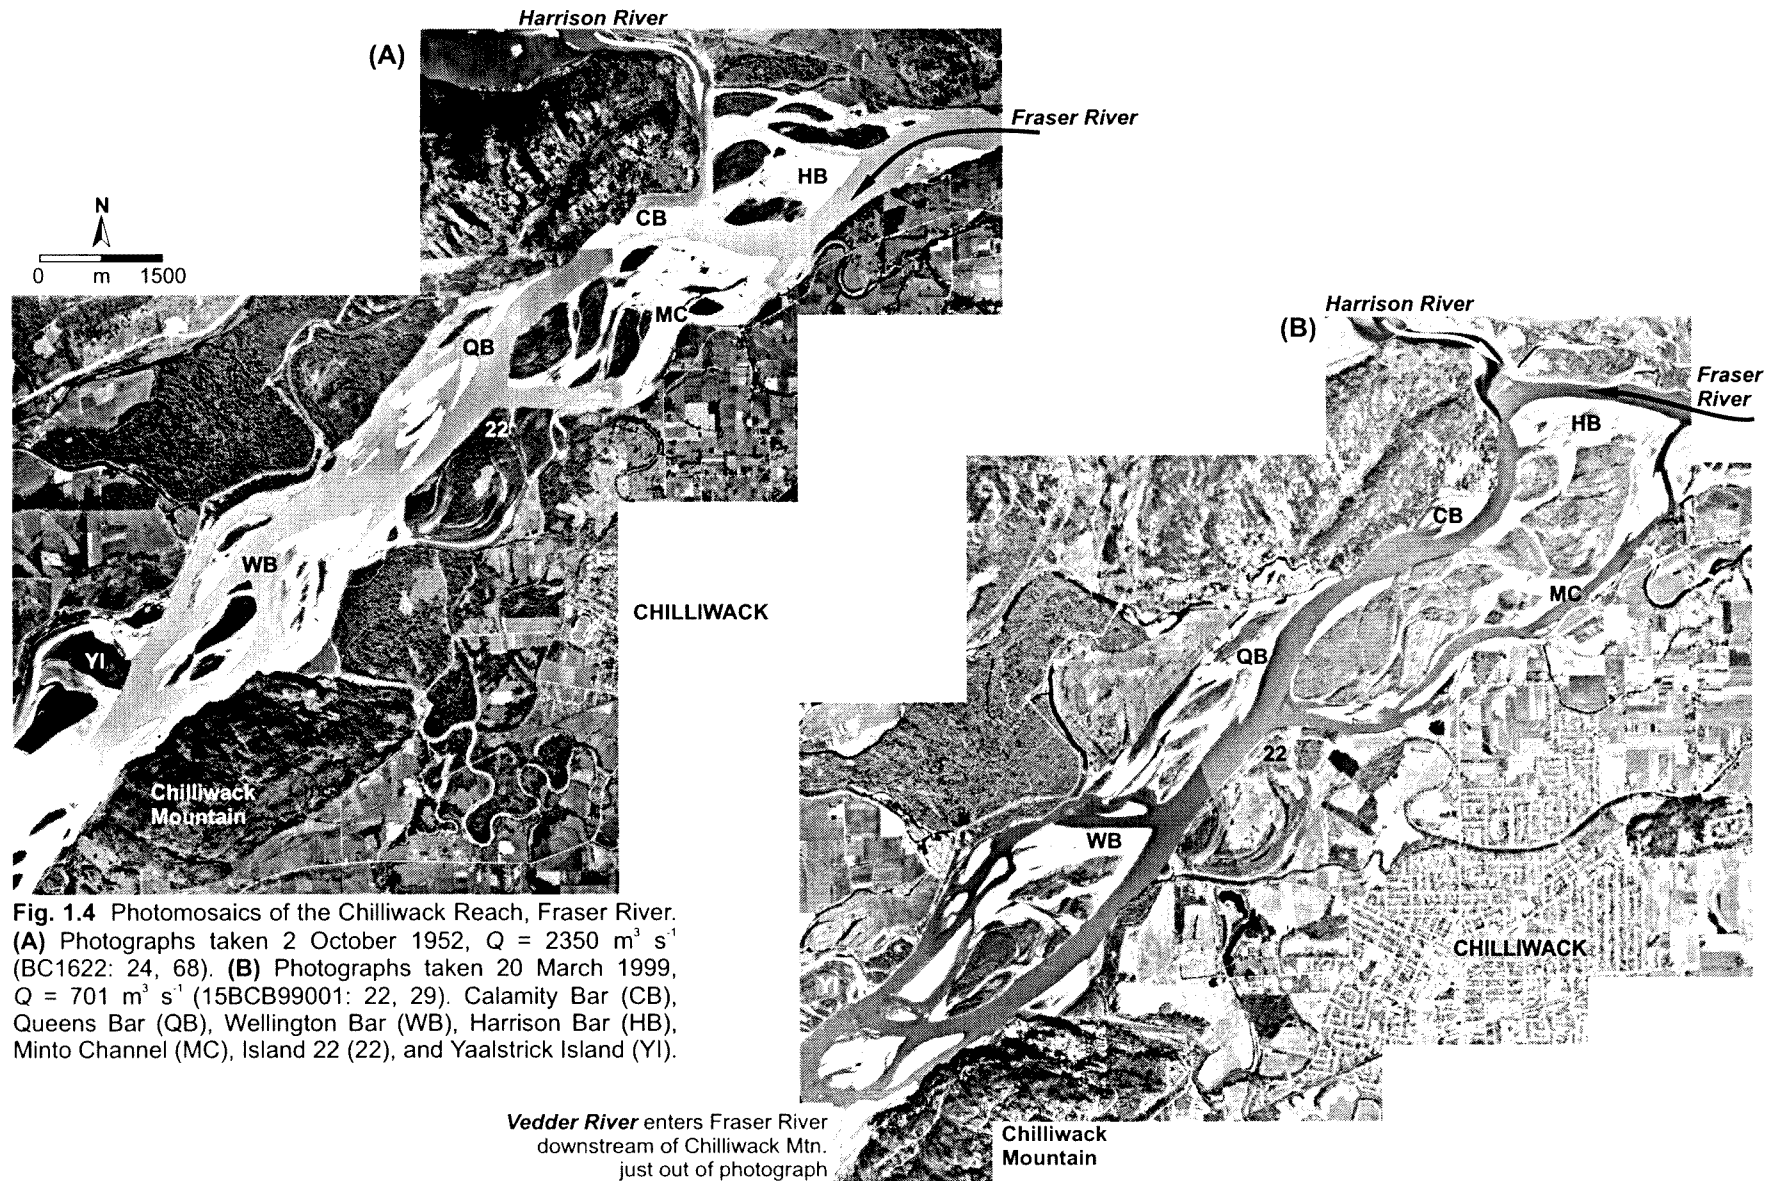 Harrison River
(A)
Fraser River
HB
CB
N
0 m 1500
MC
QB
22
WB
CHILLIWACK
YI
Chilliwack
Mountain
Harrison River
(B)
Fraser
River
HB
CB
MC
QB
22
WB
CHILLIWACK
YI
Fig. 1.4 Photomosaics of the Chilliwack Reach, Fraser River.
(A) Photographs taken 2 October 1952, Q = 2350 m³ s⁻¹
(BC1622: 24, 68). (B) Photographs taken 20 March 1999,
Q = 701 m³ s⁻¹ (15BCB99001: 22, 29). Calamity Bar (CB),
Queens Bar (QB), Wellington Bar (WB), Harrison Bar (HB),
Minto Channel (MC), Island 22 (22), and Yaalstrick Island (YI).
Vedder River enters Fraser River
downstream of Chilliwack Mtn.
just out of photograph
Chilliwack
Mountain